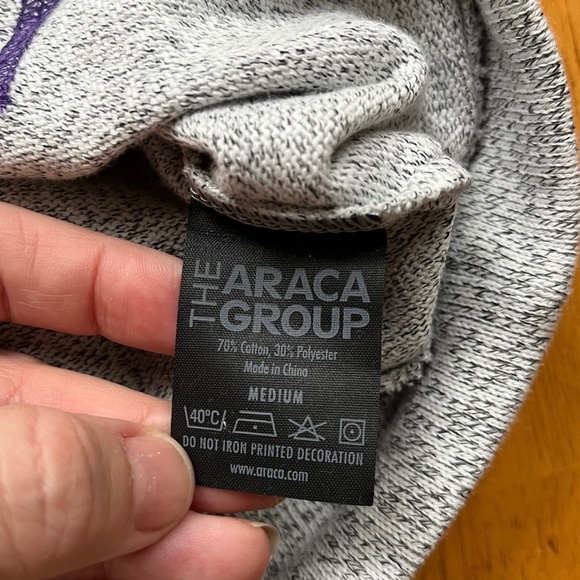 THE ARACA GROUP
70% Cotton, 30% Polyester
Made in China
MEDIUM
40°C
DO NOT IRON PRINTED DECORATION
www.araca.com